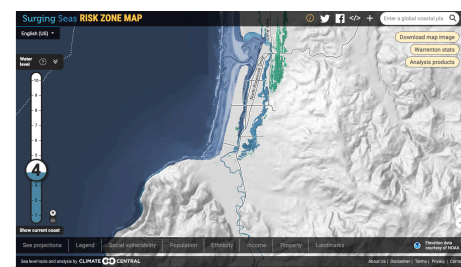 Surging Seas RISK ZONE MAP
Enter a global coastal pla
English (US)
Download map image
Warrenton stats
Analysis products
Water level
10
9
8
7
6
5
4
3
2
1
Show current coast
See projections
Legend
Social vulnerability
Population
Ethnicity
Income
Property
Landmarks
Elevation data
courtesy of NOAA
Sea level tools and analysis by CLIMATE CENTRAL
About Us | Disclaimer | Terms | Privacy | Conta